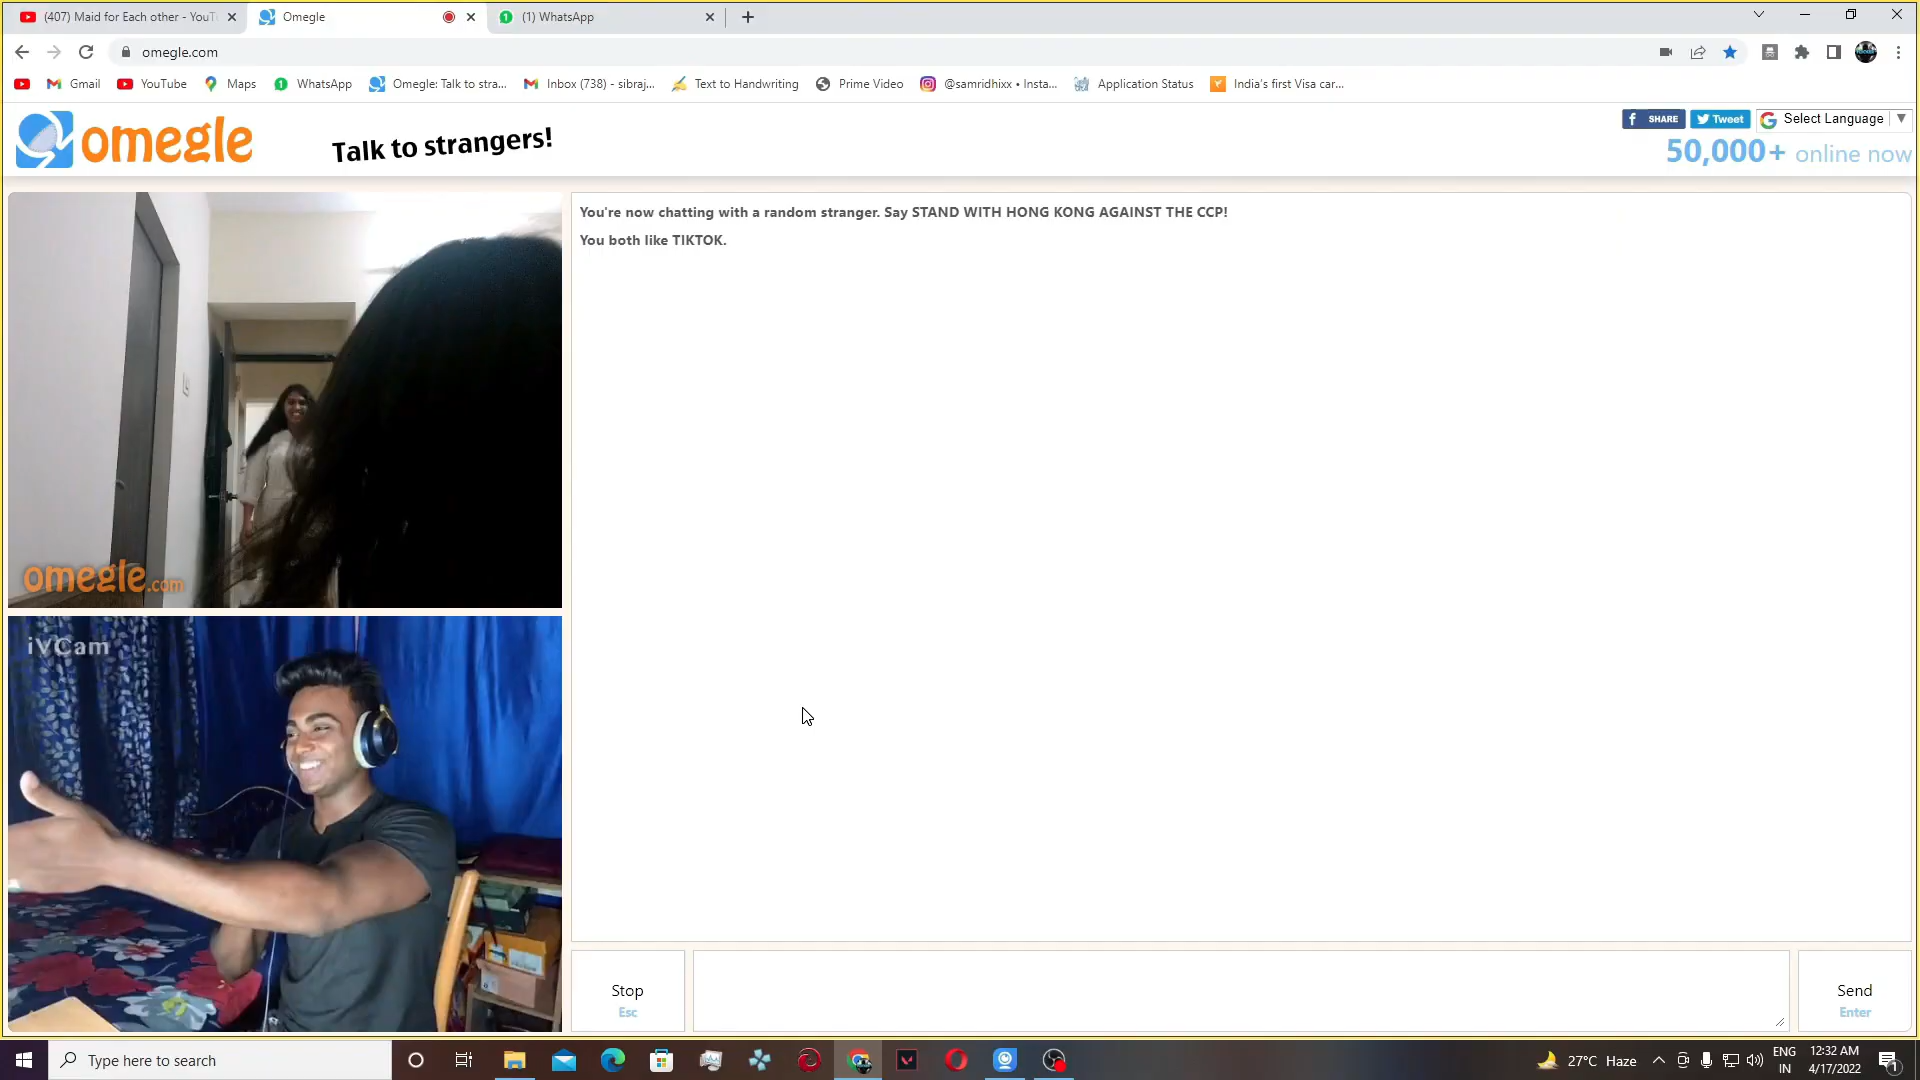 (407) Maid for Each other - YouT
Omegle
(1) WhatsApp
omegle.com
Gmail
YouTube
Maps
WhatsApp
Omegle: Talk to stra...
Inbox (738) - sibraj...
Text to Handwriting
Prime Video
@samridhixx • Insta...
Application Status
India's first Visa car...
omegle
Talk to strangers!
SHARE
Tweet
Select Language
50,000+ online now
You're now chatting with a random stranger. Say STAND WITH HONG KONG AGAINST THE CCP!
You both like TIKTOK.
omegle.com
iVCam
Stop
Esc
Send
Enter
Type here to search
27°C Haze
ENG
IN
12:32 AM
4/17/2022
1